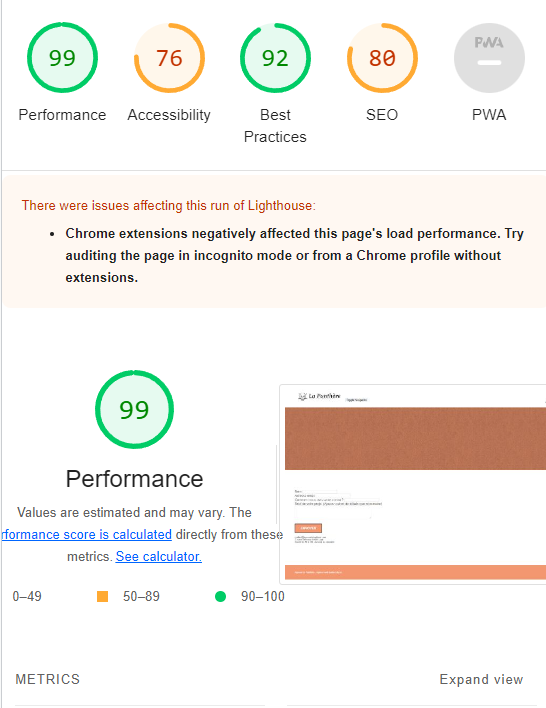 99
76
92
80
PWA
Performance
Accessibility
Best
Practices
SEO
PWA
There were issues affecting this run of Lighthouse:
• Chrome extensions negatively affected this page's load performance. Try
auditing the page in incognito mode or from a Chrome profile without
extensions.
99
Performance
Values are estimated and may vary. The
rformance score is calculated directly from these
metrics. See calculator.
0–49
50–89
90–100
La Panthère
METRICS
Expand view